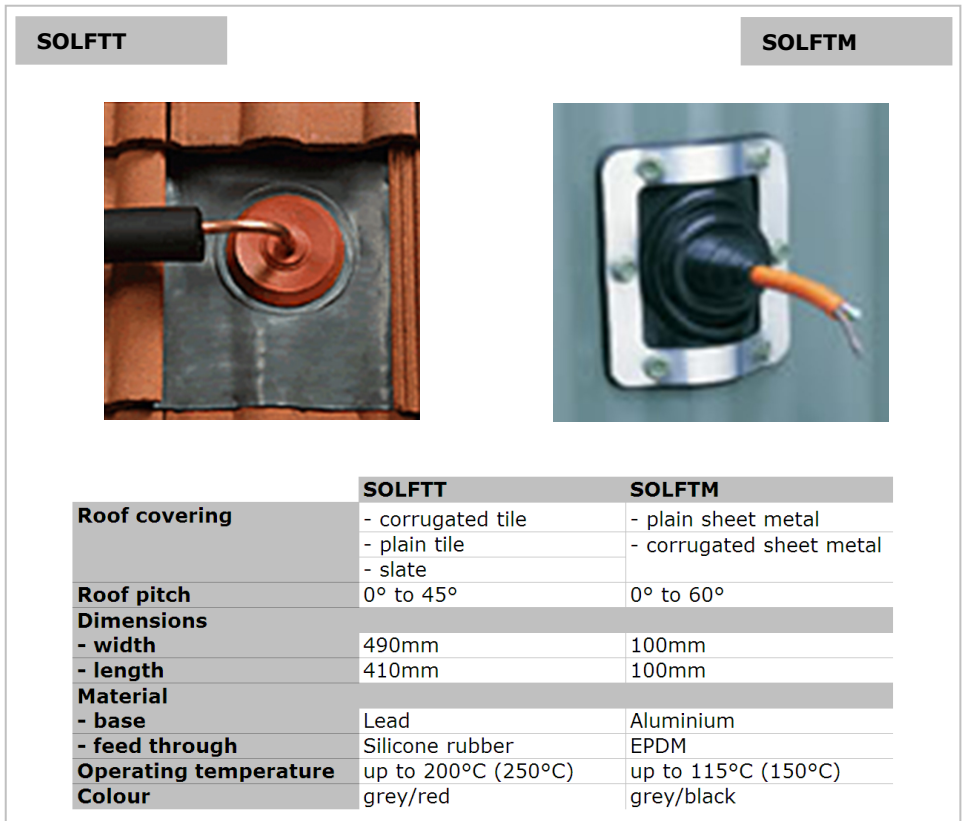 SOLFTT
SOLFTM
SOLFTT SOLFTM
Roof covering - corrugated tile - plain sheet metal
- plain tile - corrugated sheet metal
- slate
Roof pitch 0° to 45° 0° to 60°
Dimensions
- width 490mm 100mm
- length 410mm 100mm
Material
- base Lead Aluminium
- feed through Silicone rubber EPDM
Operating temperature up to 200°C (250°C) up to 115°C (150°C)
Colour grey/red grey/black